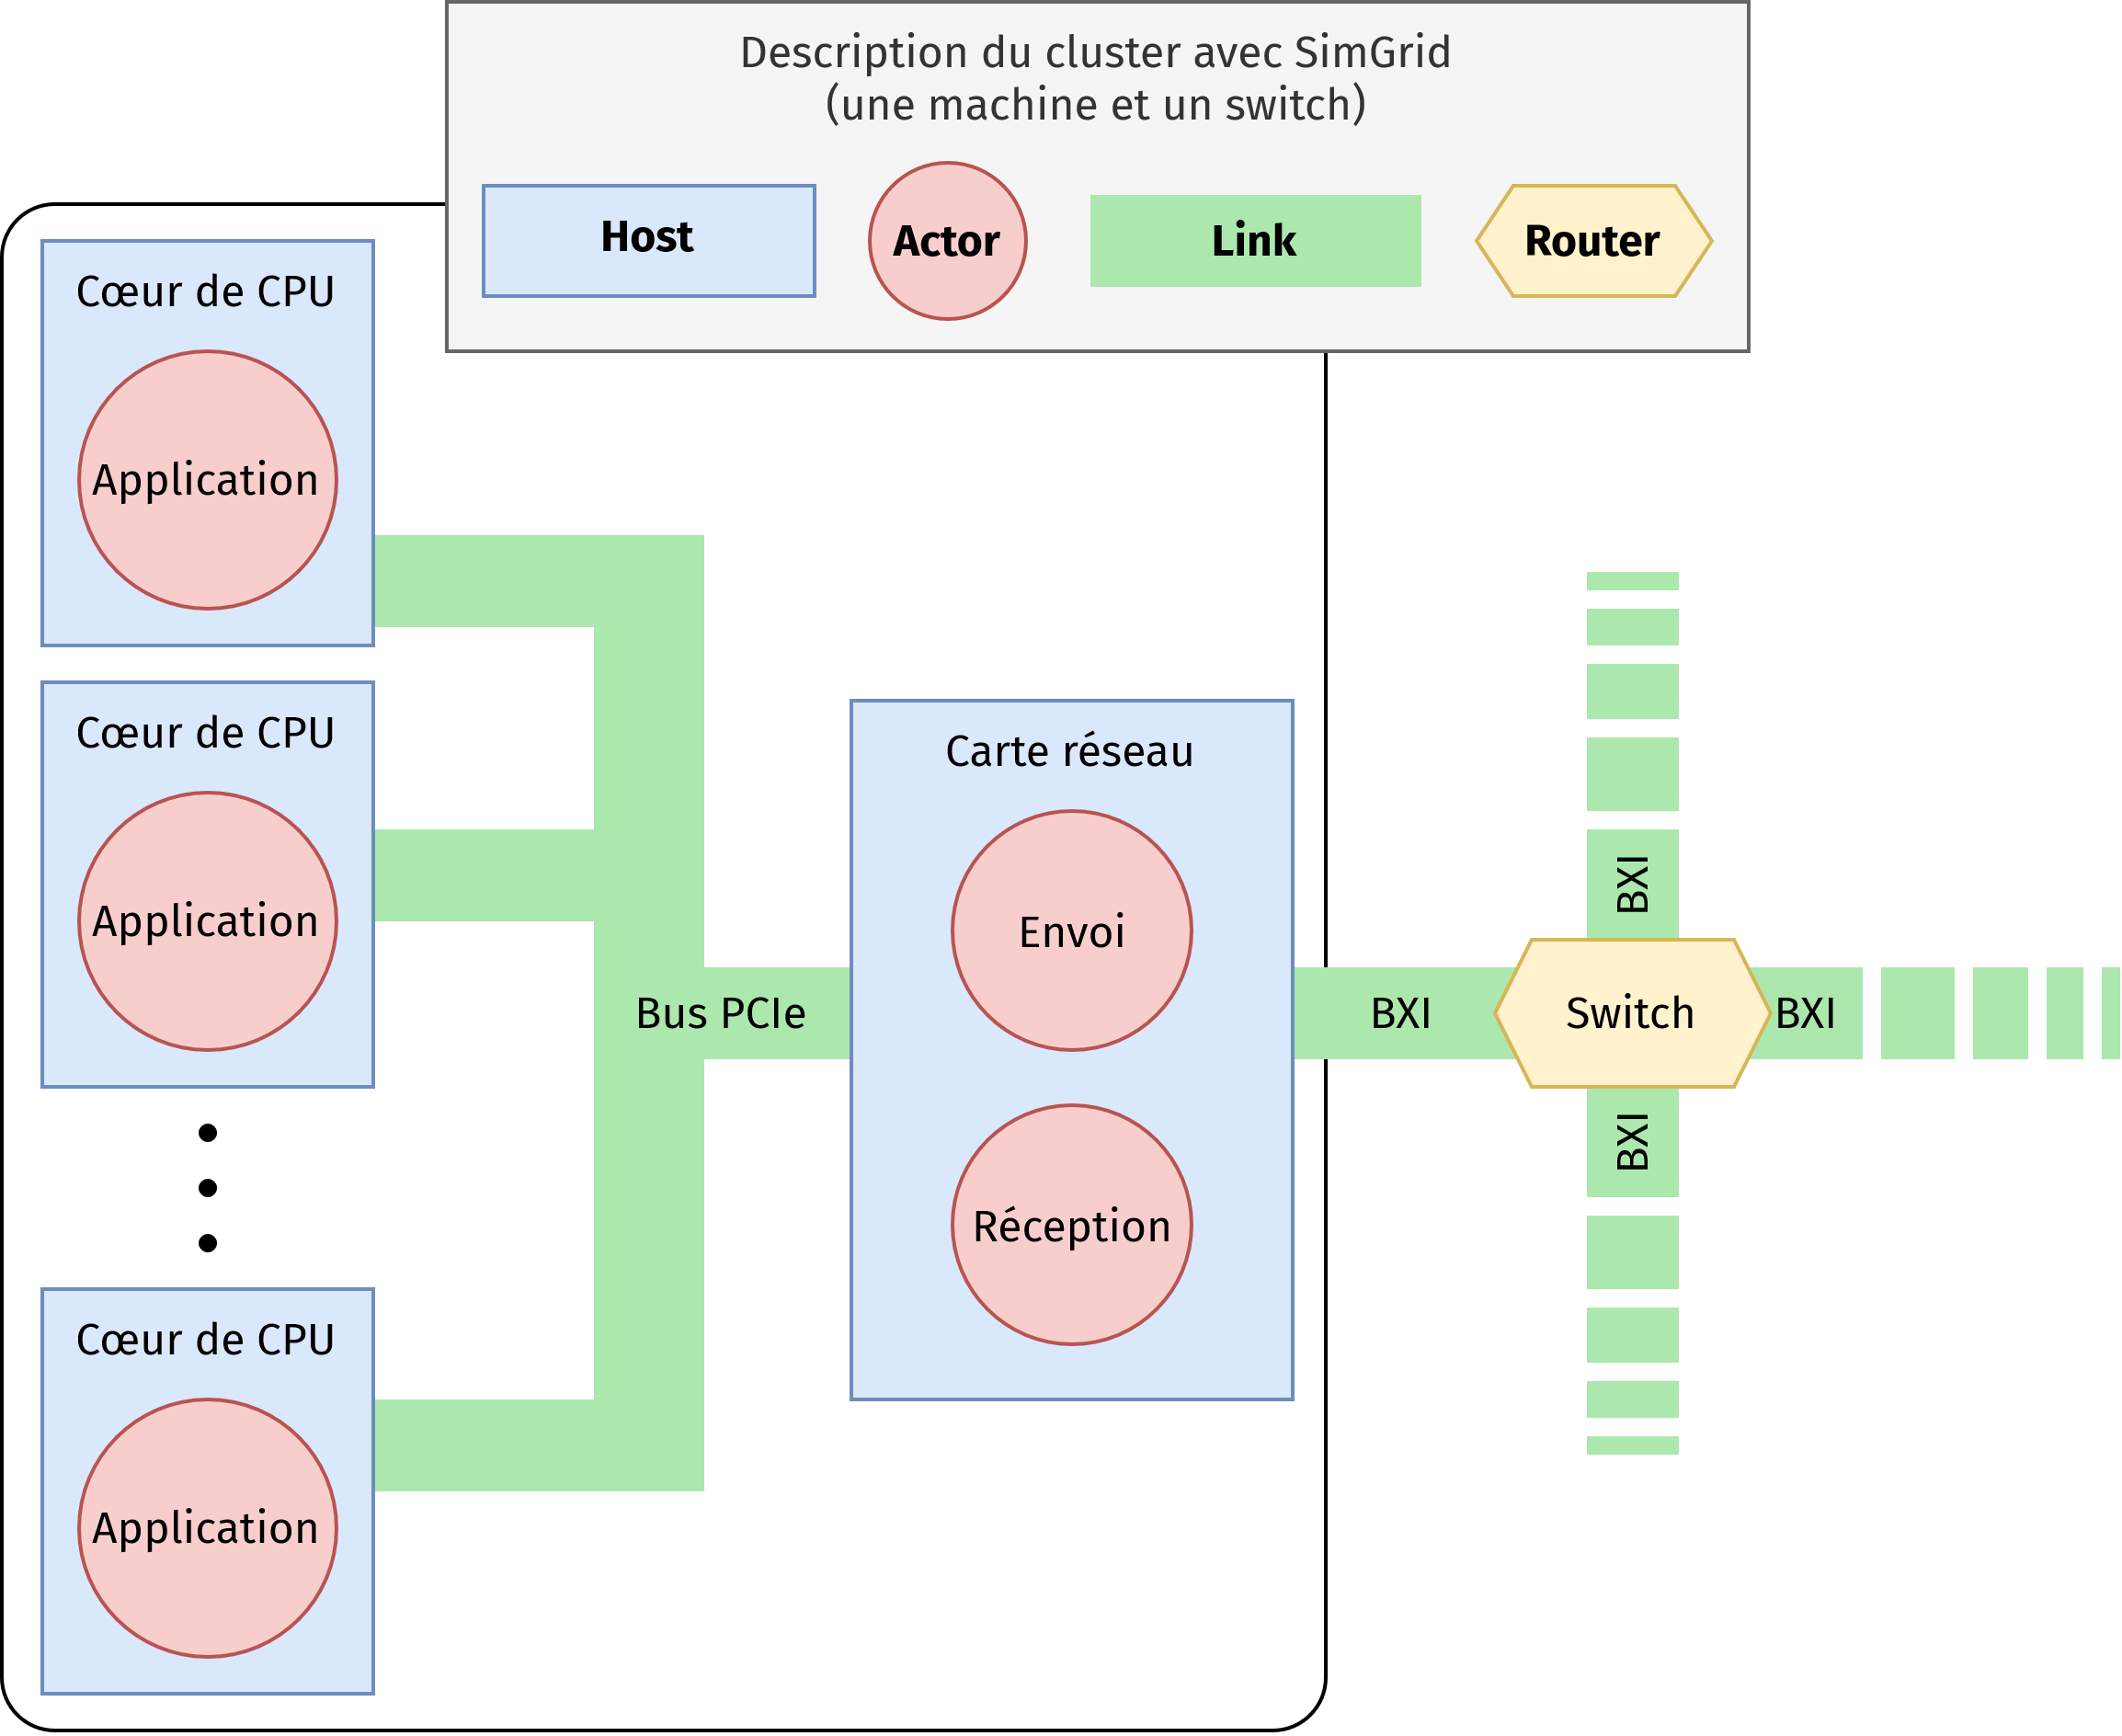 Description du cluster avec SimGrid
(une machine et un switch)
Host
Actor
Link
Router
Cœur de CPU
Application
Cœur de CPU
Application
Cœur de CPU
Application
Bus PCIe
Carte réseau
Envoi
Réception
BXI
BXI
Switch
BXI
BXI